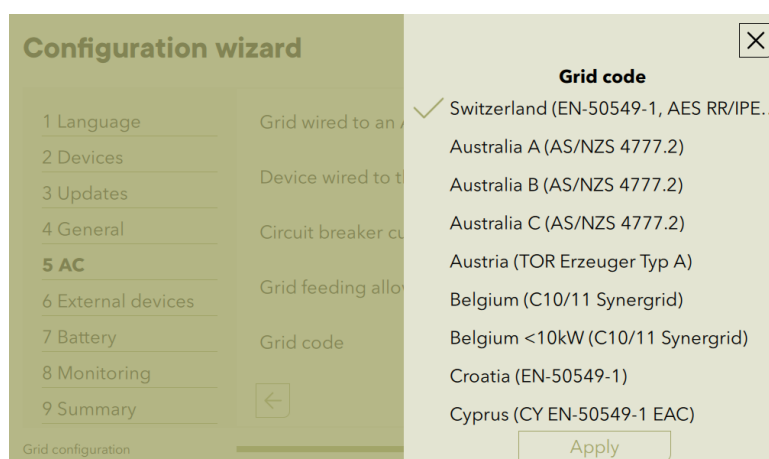 Configuration wizard
1 Language
2 Devices
3 Updates
4 General
5 AC
6 External devices
7 Battery
8 Monitoring
9 Summary
Grid wired to an
Device wired to
Circuit breaker
Grid feeding
Grid code
Grid configuration
Grid code
Switzerland (EN-50549-1, AES RR/IPE..
Australia A (AS/NZS 4777.2)
Australia B (AS/NZS 4777.2)
Australia C (AS/NZS 4777.2)
Austria (TOR Erzeuger Typ A)
Belgium (C10/11 Synergrid)
Belgium <10kW (C10/11 Synergrid)
Croatia (EN-50549-1)
Cyprus (CY EN-50549-1 EAC)
Apply